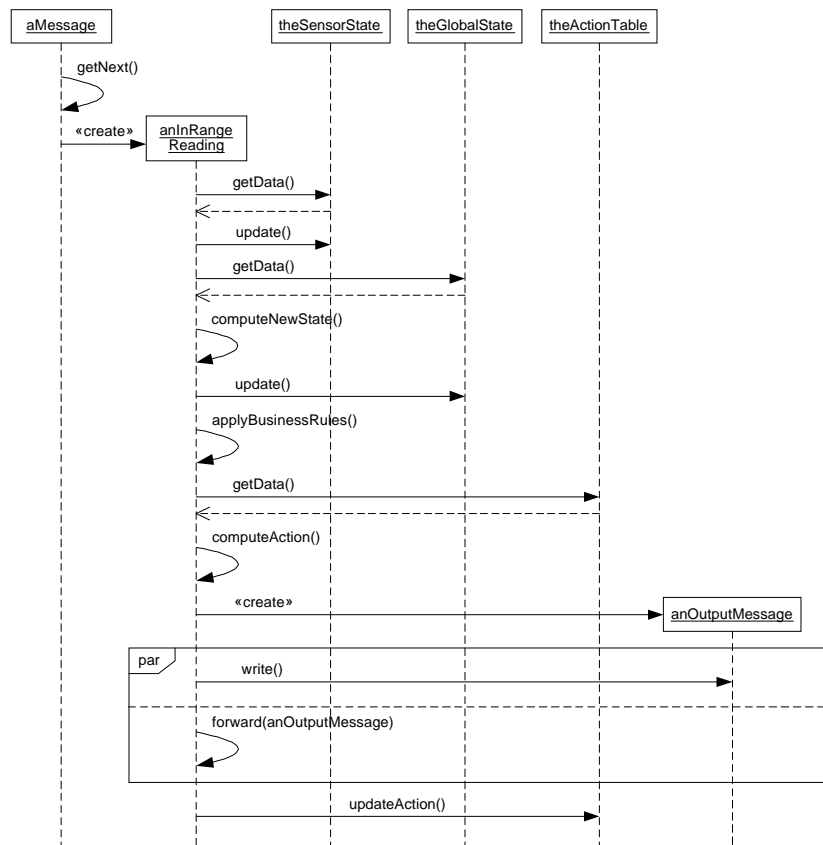 aMessage
theSensorState
theGlobalState
theActionTable
getNext()
«create»
anInRange
Reading
getData()
update()
getData()
computeNewState()
update()
applyBusinessRules()
getData()
computeAction()
«create»
anOutputMessage
par
write()
forward(anOutputMessage)
updateAction()